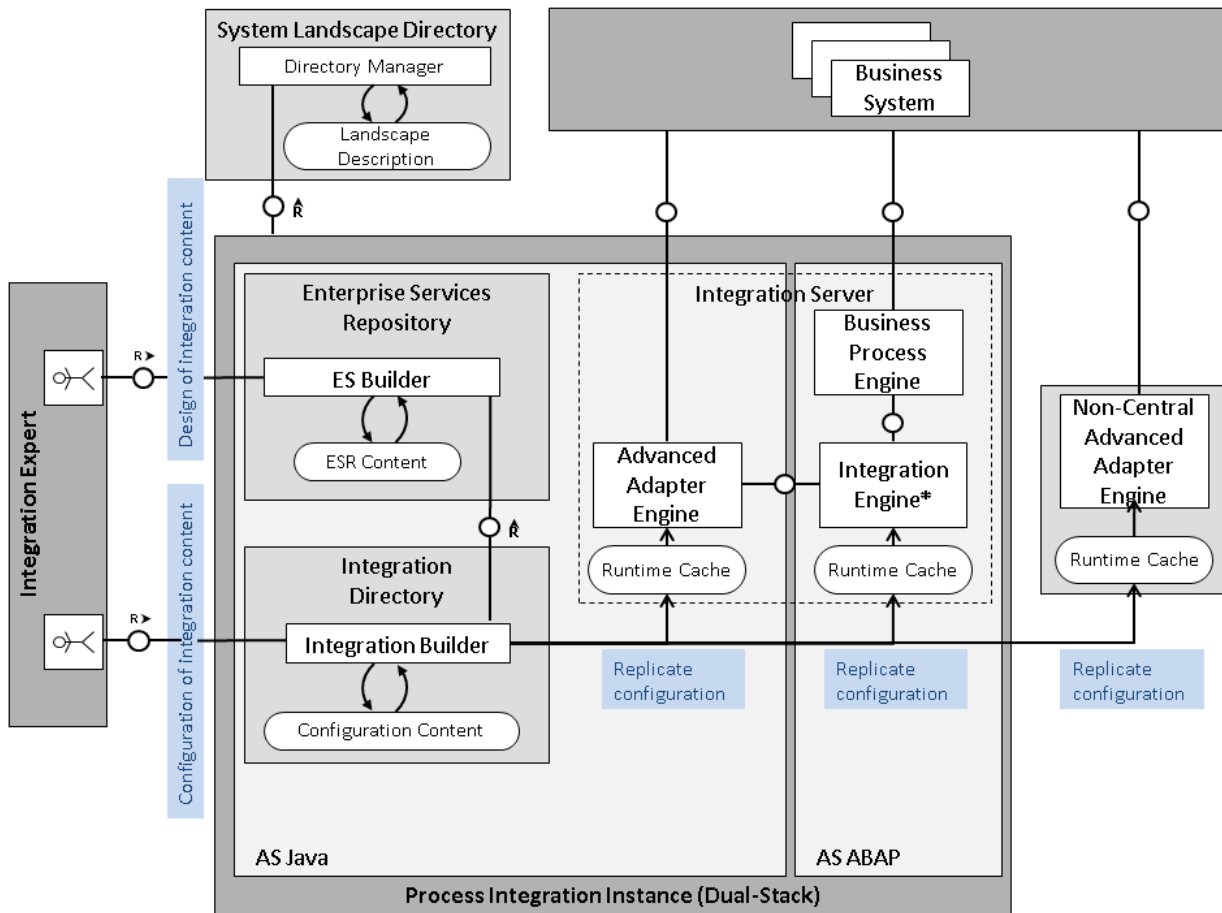 System Landscape Directory
Directory Manager
Landscape
Description
Business
System
R
Design of integration content
Integration Expert
R
Enterprise Services
Repository
ES Builder
ESR Content
R
Integration Server
Business
Process
Engine
Advanced
Adapter
Engine
Integration
Engine*
Non-Central
Advanced
Adapter
Engine
Runtime Cache
Runtime Cache
Runtime Cache
Configuration of integration content
R
Integration
Directory
Integration Builder
Configuration Content
Replicate
configuration
Replicate
configuration
Replicate
configuration
AS Java
AS ABAP
Process Integration Instance (Dual-Stack)